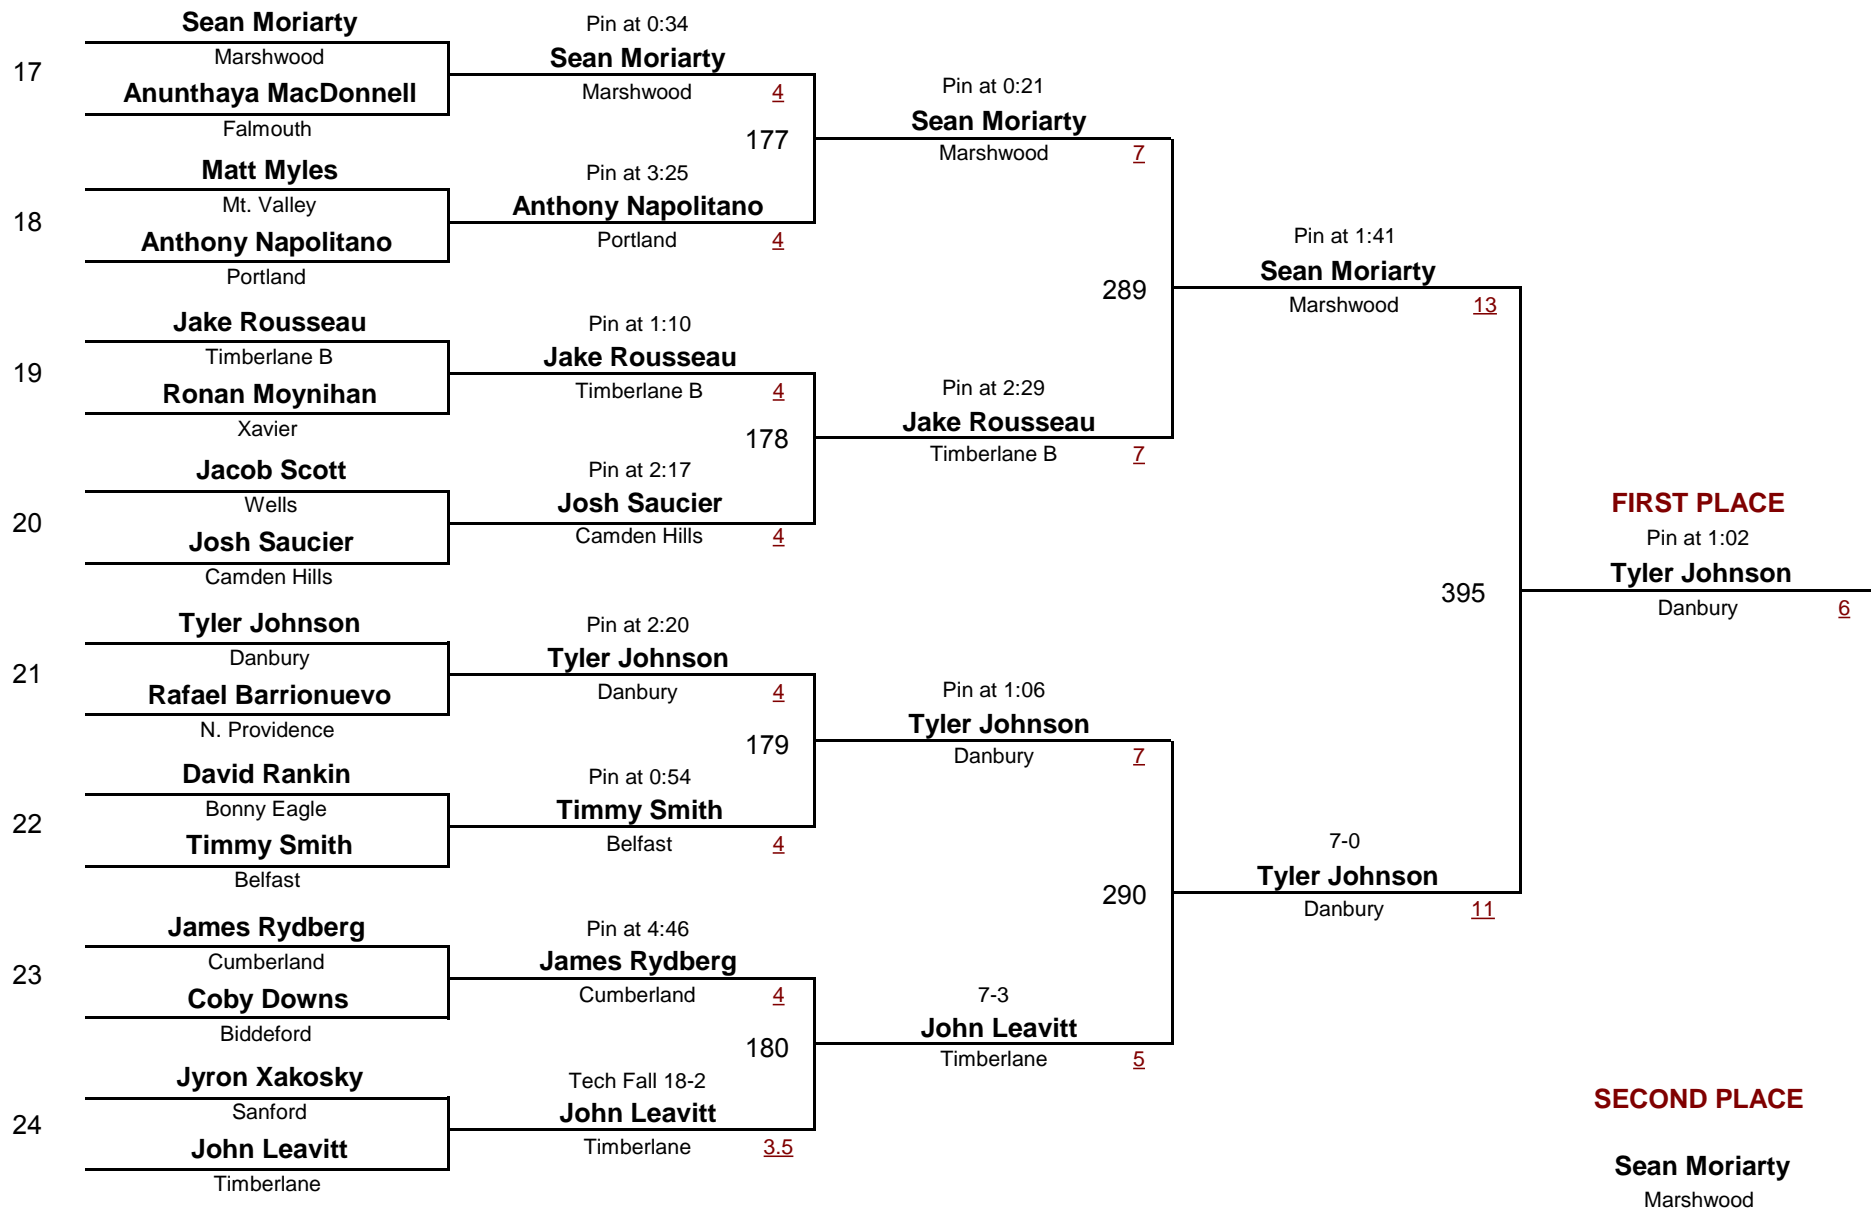 17
Sean Moriarty
Marshwood
Anunthaya MacDonnell
Falmouth
18
Matt Myles
Mt. Valley
Anthony Napolitano
Portland
19
Jake Rousseau
Timberlane B
Ronan Moynihan
Xavier
20
Jacob Scott
Wells
Josh Saucier
Camden Hills
21
Tyler Johnson
Danbury
Rafael Barrionuevo
N. Providence
22
David Rankin
Bonny Eagle
Timmy Smith
Belfast
23
James Rydberg
Cumberland
Coby Downs
Biddeford
24
Jyron Xakosky
Sanford
John Leavitt
Timberlane
Pin at 0:34
Sean Moriarty
Marshwood 4
177
Pin at 3:25
Anthony Napolitano
Portland 4
Pin at 1:10
Jake Rousseau
Timberlane B 4
178
Pin at 2:17
Josh Saucier
Camden Hills 4
Pin at 2:20
Tyler Johnson
Danbury 4
179
Pin at 0:54
Timmy Smith
Belfast 4
Pin at 4:46
James Rydberg
Cumberland 4
180
Tech Fall 18-2
John Leavitt
Timberlane 3.5
Pin at 0:21
Sean Moriarty
Marshwood 7
289
Pin at 2:29
Jake Rousseau
Timberlane B 7
Pin at 1:06
Tyler Johnson
Danbury 7
290
7-3
John Leavitt
Timberlane 5
Pin at 1:41
Sean Moriarty
Marshwood 13
395
7-0
Tyler Johnson
Danbury 11
FIRST PLACE
Pin at 1:02
Tyler Johnson
Danbury 6
SECOND PLACE
Sean Moriarty
Marshwood